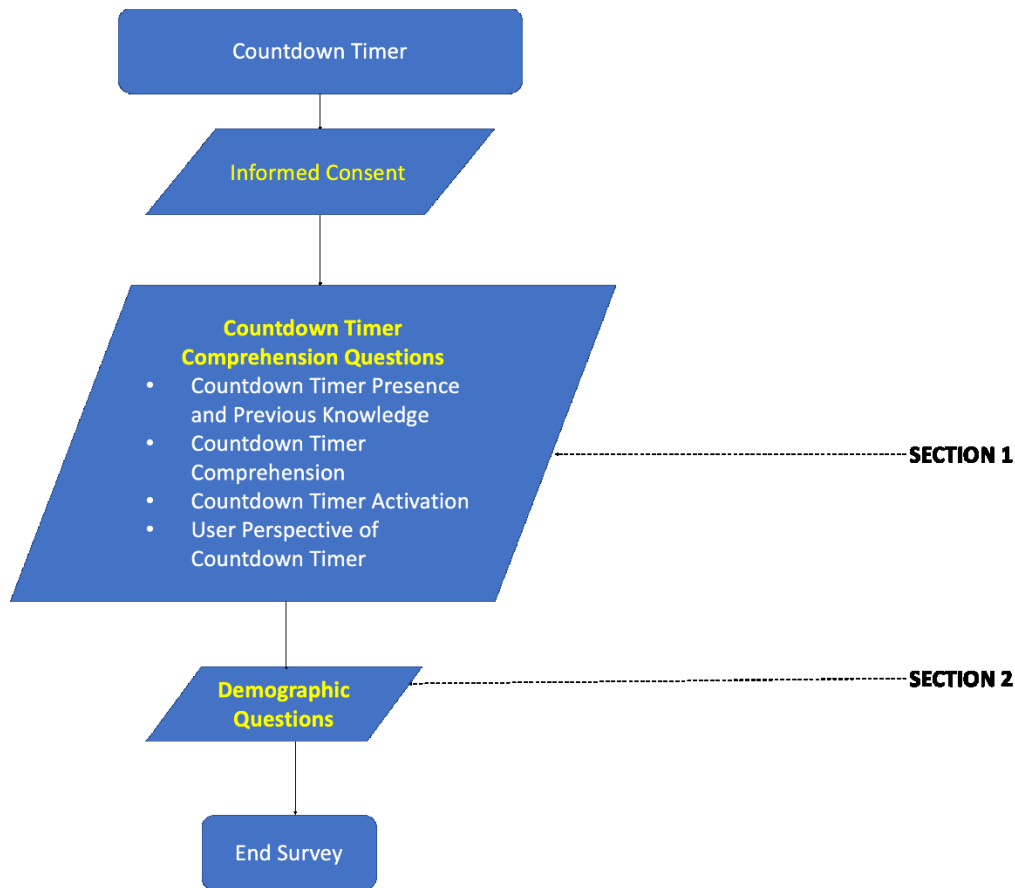 Countdown Timer
Informed Consent
Countdown Timer
Comprehension Questions
• Countdown Timer Presence
and Previous Knowledge
• Countdown Timer
Comprehension
• Countdown Timer Activation
• User Perspective of
Countdown Timer
SECTION 1
Demographic
Questions
SECTION 2
End Survey